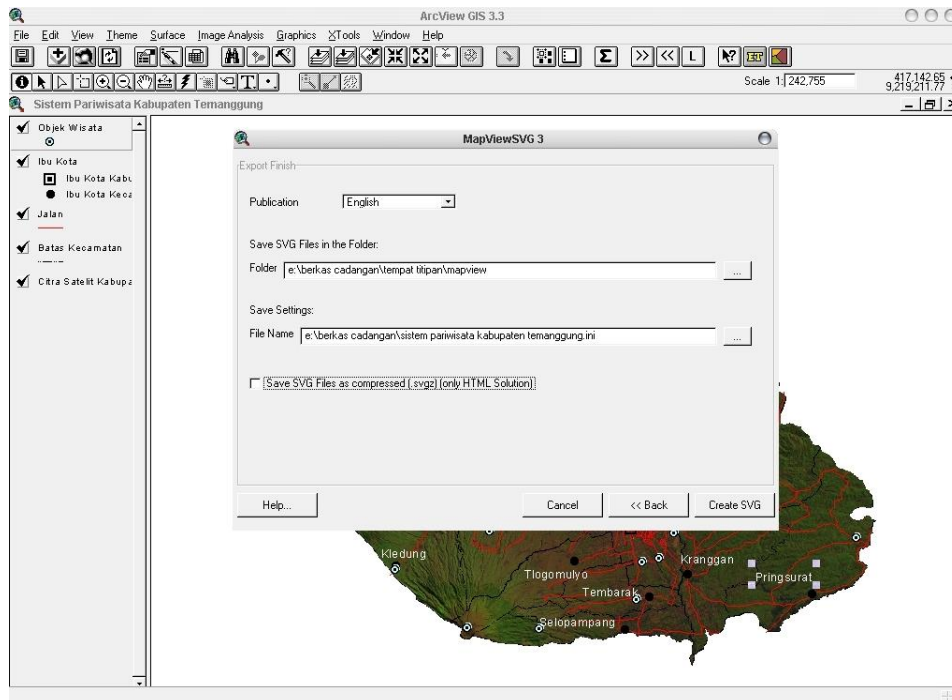 ArcView GIS 3.3
File Edit View Theme Surface Image Analysis Graphics XTools Window Help
Scale 1: 242,755
417,142.65
9,219,211.77
Sistem Pariwisata Kabupaten Temanggung
Objek Wisata
Ibu Kota
Ibu Kota Kabu
Ibu Kota Keca
Jalan
Batas Kecamatan
Citra Satelit Kabupa
MapViewSVG 3
Export Finish
Publication English
Save SVG Files in the Folder:
Folder e:\berkas cadangan\tempat titipan\mapview ...
Save Settings:
File Name e:\berkas cadangan\sistem pariwisata kabupaten temanggung.ini ...
Save SVG Files as compressed (.svgz) (only HTML Solution)
Help... Cancel << Back Create SVG
Kledung
Tlogomulyo
Kranggan
Pringsurat
Tembarak
Selopampang